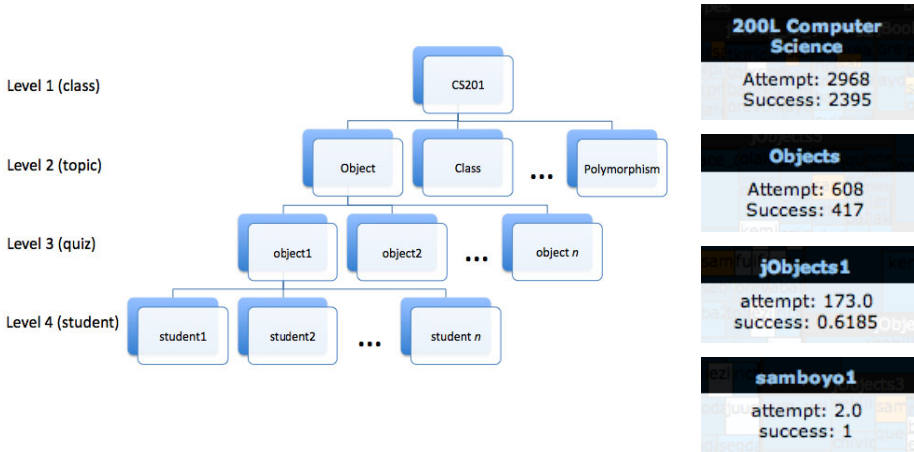 Level 1 (class)
CS201
Level 2 (topic)
Object
Class
...
Polymorphism
Level 3 (quiz)
object1
object2
...
object n
Level 4 (student)
student1
student2
...
student n
200L Computer
Science
Attempt: 2968
Success: 2395
Objects
Attempt: 608
Success: 417
jObjects1
attempt: 173.0
success: 0.6185
samboyo1
attempt: 2.0
success: 1